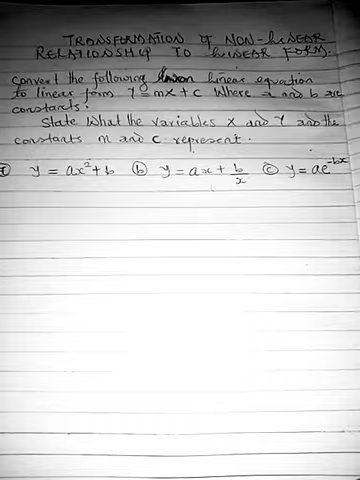 TRANSFORMATION of NON-LINEAR
RELATIONSHIP TO LINEAR FORM.
Convert the following linear equation
to linear form Y = mX + C Where a and b are
constants.
State What the variables X and Y and the
constants m and c represent.
y = ax² + b (b) y = ax + b/x (c) y = ae^-bx